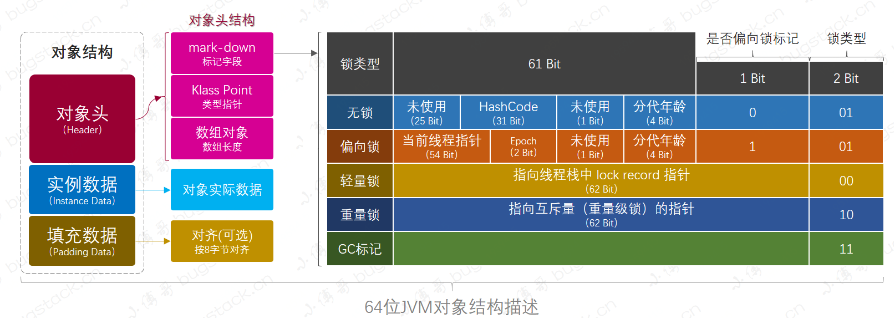 对象头结构
对象结构
对象头
（Header）
实例数据
(Instance Data)
填充数据
(Padding Data)
mark-down
标记字段
Klass Point
类型指针
数组对象
数组长度
对象实际数据
对齐(可选)
按8字节对齐
是否偏向锁标记
锁类型
锁类型
61 Bit
1 Bit
2 Bit
无锁
未使用
(25 Bit)
HashCode
(31 Bit)
未使用
(1 Bit)
分代年龄
(4 Bit)
0
01
偏向锁
当前线程指针
(54 Bit)
Epoch
(2 Bit)
未使用
(1 Bit)
分代年龄
(4 Bit)
1
01
轻量锁
指向线程栈中 lock record 指针
(62 Bit)
00
重量锁
指向互斥量（重量级锁）的指针
(62 Bit)
10
GC标记
11
64位JVM对象结构描述
小傅哥 bugstack.cn